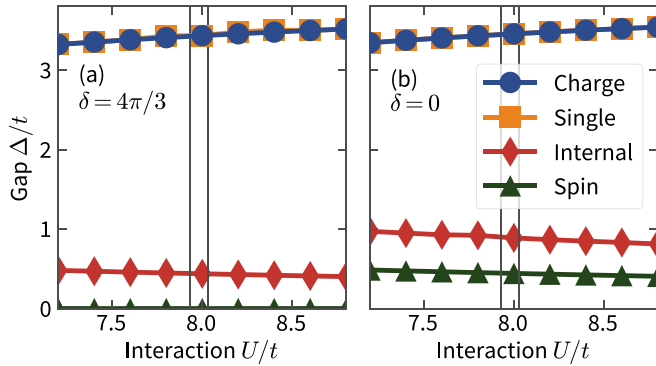 Gap Δ/t
3
2
1
0
(a)
δ = 4π/3
7.5
8.0
8.5
Interaction U/t
(b)
δ = 0
Charge
Single
Internal
Spin
7.5
8.0
8.5
Interaction U/t